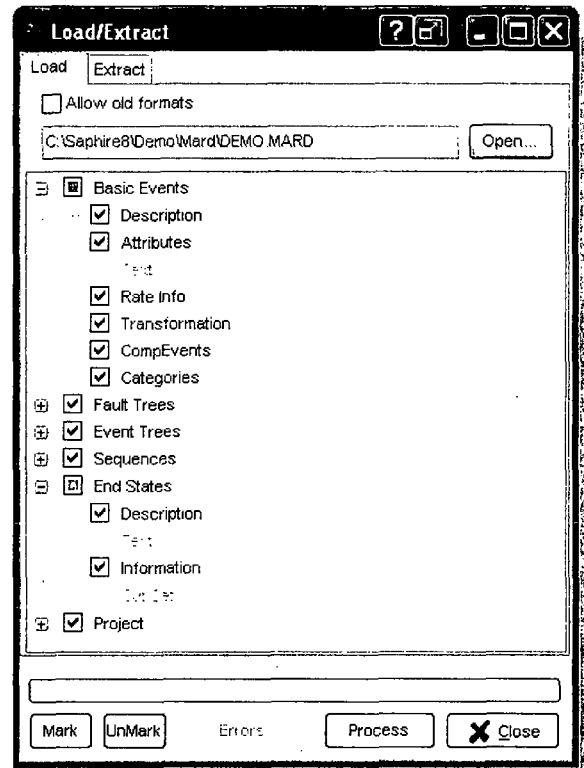 Load/Extract
Load Extract
Allow old formats
C:\Saphire8\Demo\Mard\DEMO.MARD Open...
Basic Events
Description
Attributes
Text
Rate Info
Transformation
CompEvents
Categories
Fault Trees
Event Trees
Sequences
End States
Description
Text
Information
Cut Set
Project
Mark UnMark Errors Process Close